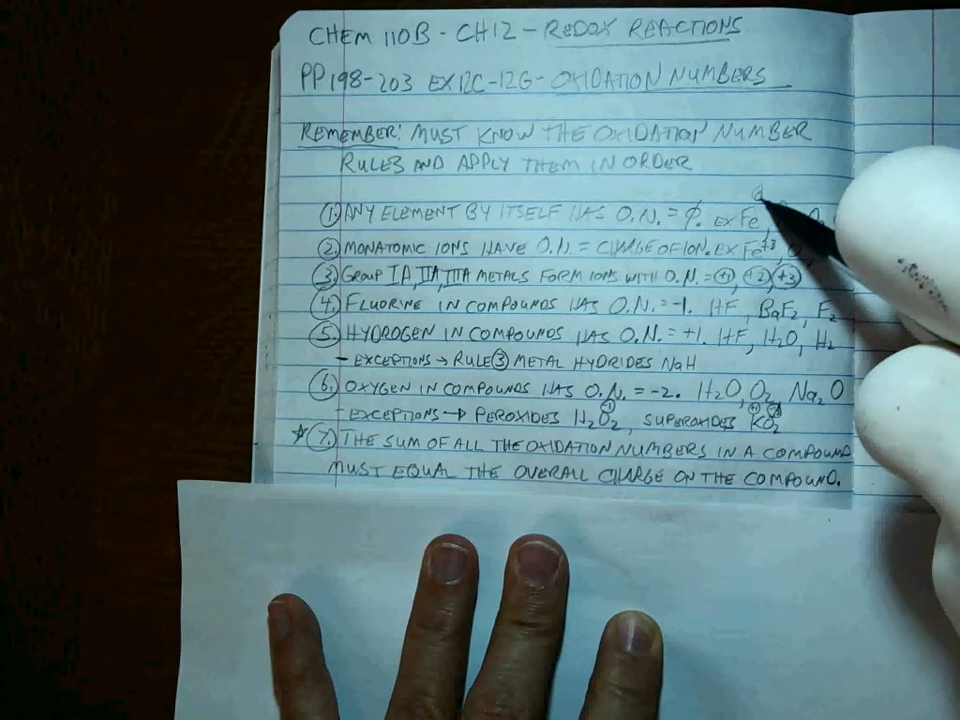 CHEM 110B - CH12 - REDOX REACTIONS
PP 198-203 EX12C-12G - OXIDATION NUMBERS
REMEMBER: MUST KNOW THE OXIDATION NUMBER
RULES AND APPLY THEM IN ORDER
(1.) ANY ELEMENT BY ITSELF HAS O.N. = ∅. EX Fe,
(2.) MONATOMIC IONS HAVE O.N. = CHARGE OF ION. EX Fe+3,
(3.) GROUP IA, IIA, IIIA METALS FORM IONS WITH O.N. = (+1), (+2), (+3)
(4.) FLUORINE IN COMPOUNDS HAS O.N. = -1. HF, BaF2, F2
(5.) HYDROGEN IN COMPOUNDS HAS O.N. = +1. HF, H2O, H2
- EXCEPTIONS → RULE (3) METAL HYDRIDES NaH
(6.) OXYGEN IN COMPOUNDS HAS O.N. = -2. H2O, O2, Na2O
- EXCEPTIONS → PEROXIDES H2O2, SUPEROXIDES KO2
☆(7.) THE SUM OF ALL THE OXIDATION NUMBERS IN A COMPOUND
MUST EQUAL THE OVERALL CHARGE ON THE COMPOUND.